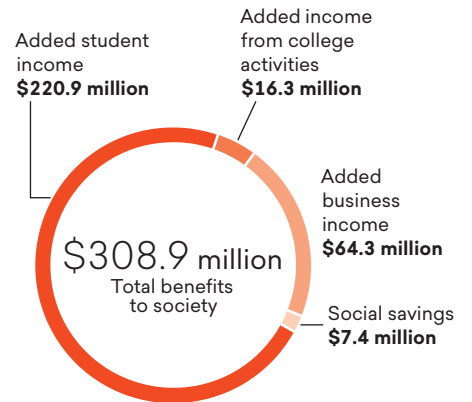 Added student
income
$220.9 million
Added income
from college
activities
$16.3 million
Added
business
income
$64.3 million
$308.9 million
Total benefits
to society
Social savings
$7.4 million